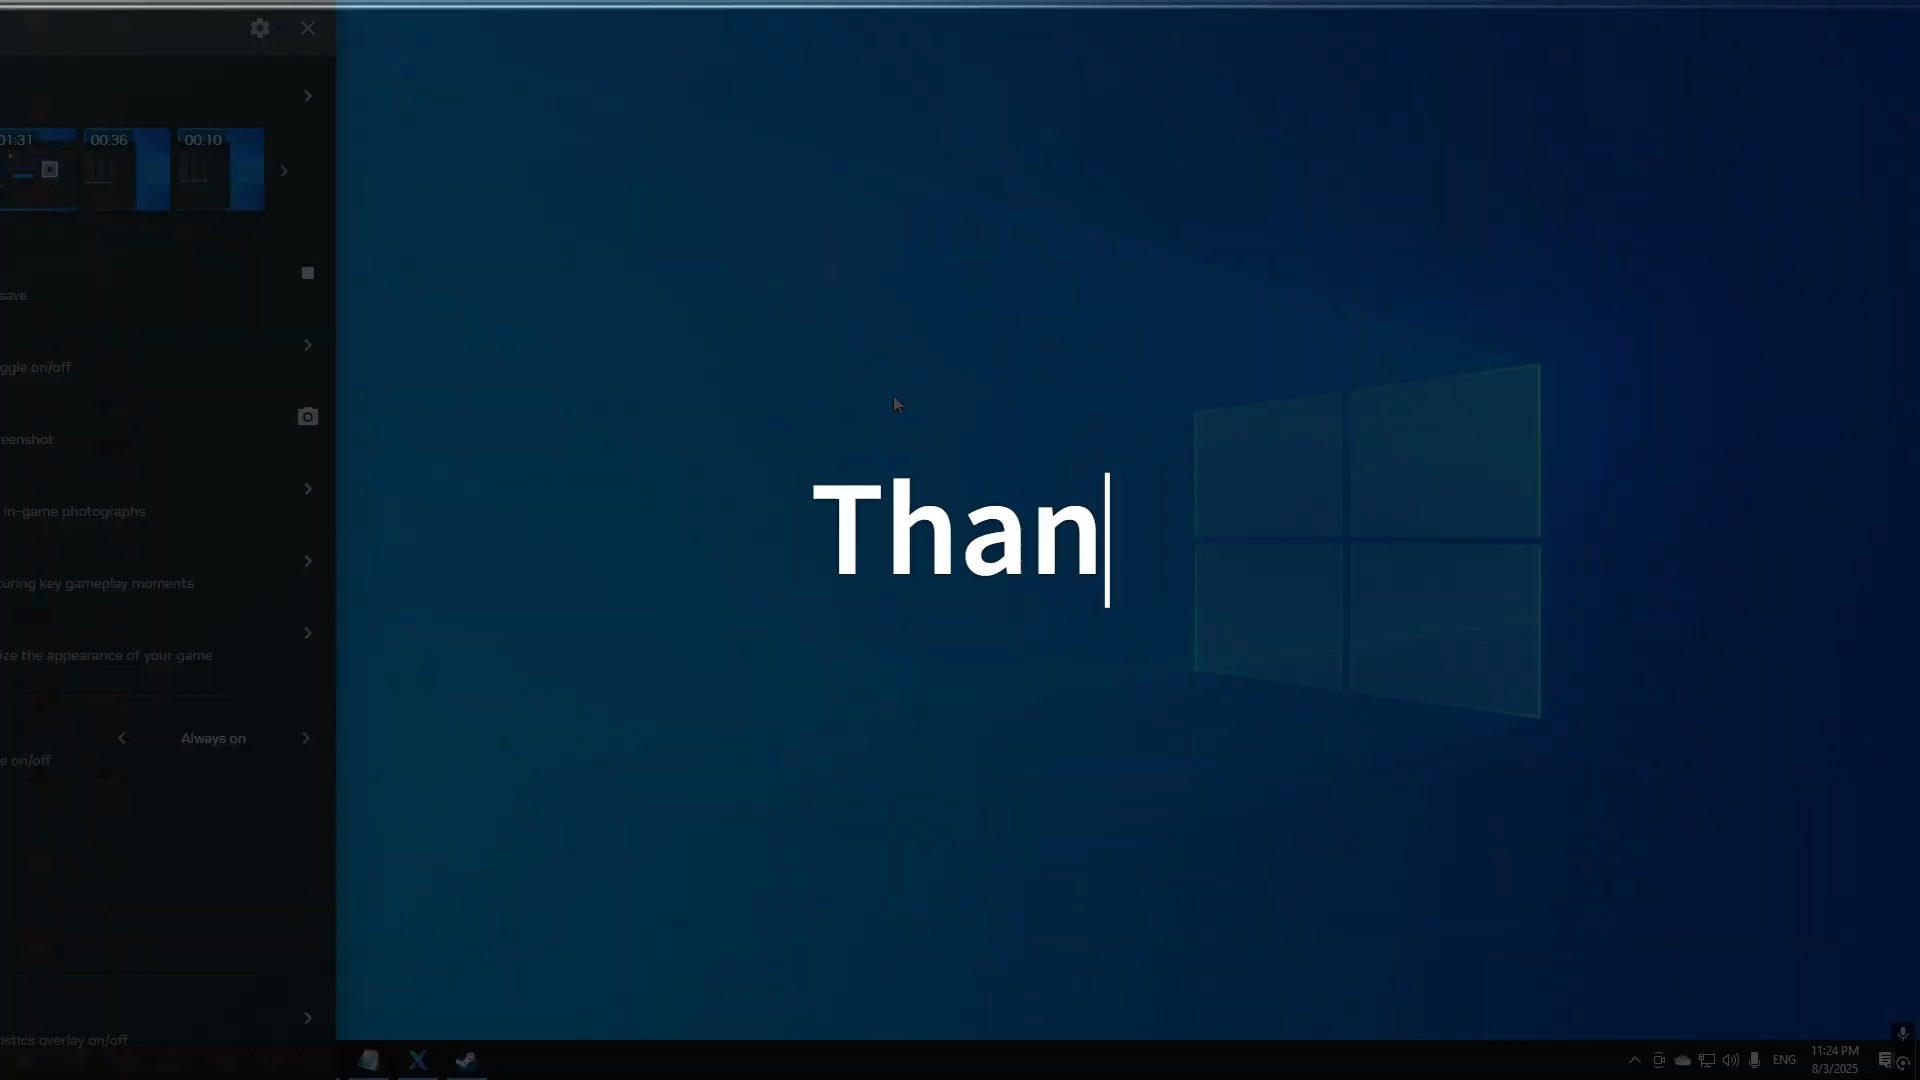 01:31
00:36
00:10
save
ggle on/off
eenshot
in-game photographs
turing key gameplay moments
ize the appearance of your game
Always on
e on/off
istics overlay on/off
Than
ENG
11:24 PM
8/3/2025